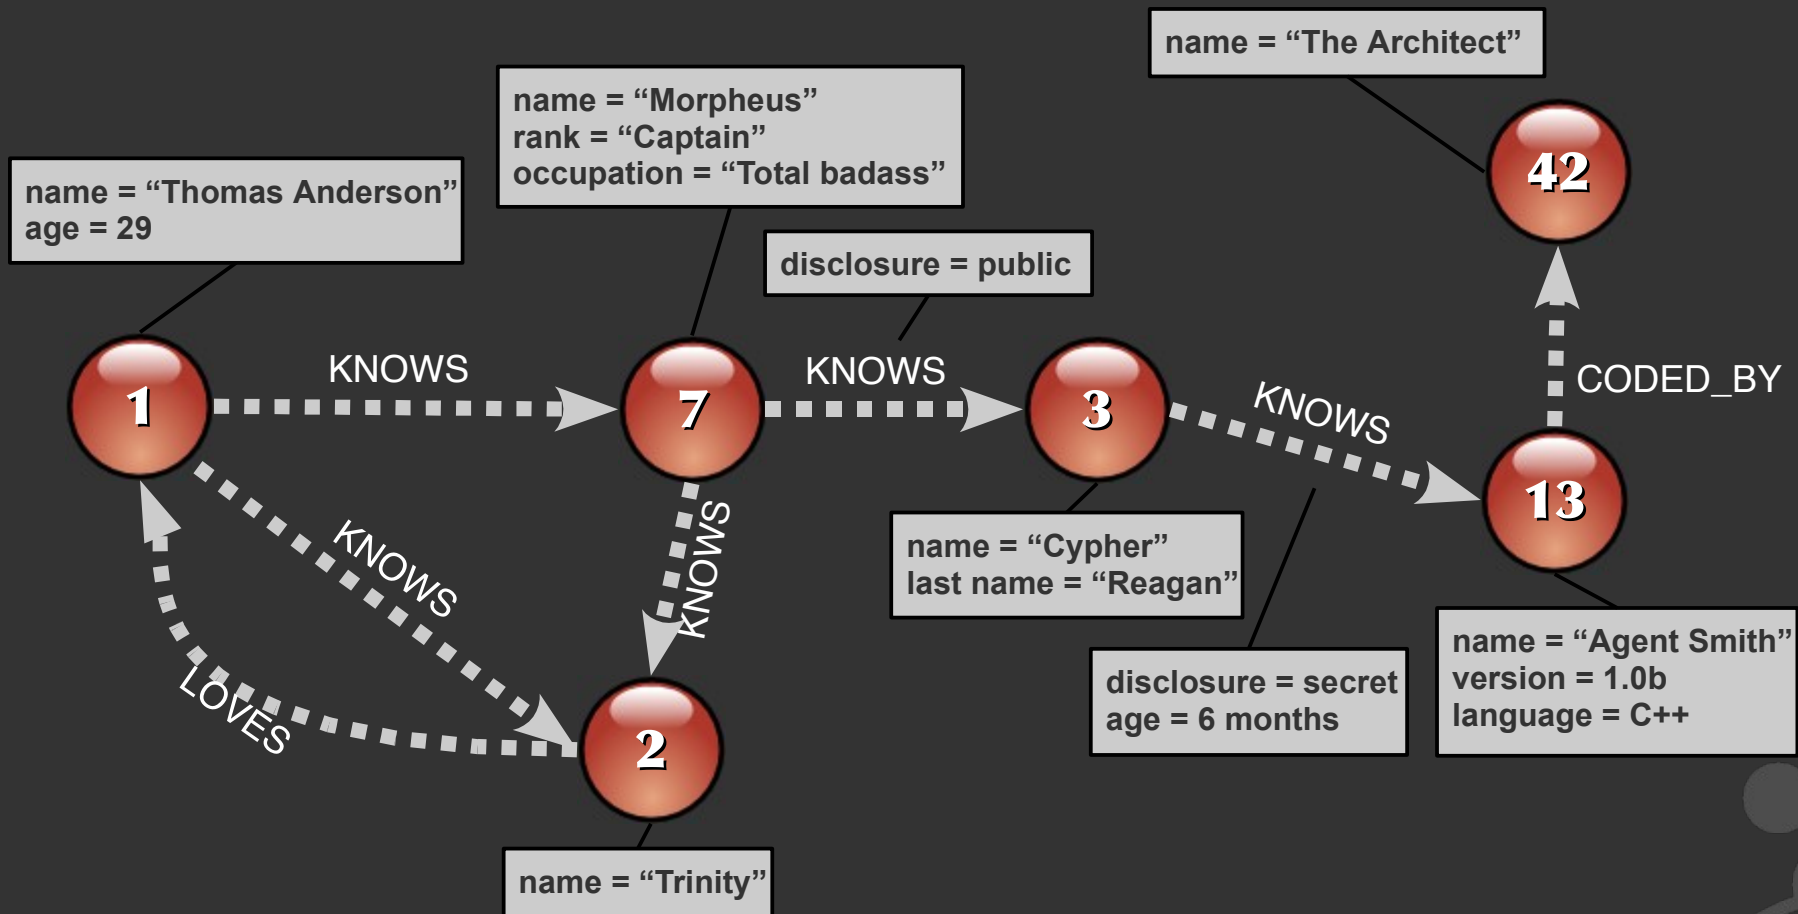 name = “The Architect”
name = “Morpheus”
rank = “Captain”
occupation = “Total badass”
42
name = “Thomas Anderson”
age = 29
disclosure = public
KNOWS
KNOWS
CODED_BY
1
7
3
KNOWS
13
KNOWS
KNOWS
name = “Cypher”
last name = “Reagan”
LOVES
disclosure = secret
age = 6 months
name = “Agent Smith”
version = 1.0b
language = C++
2
name = “Trinity”